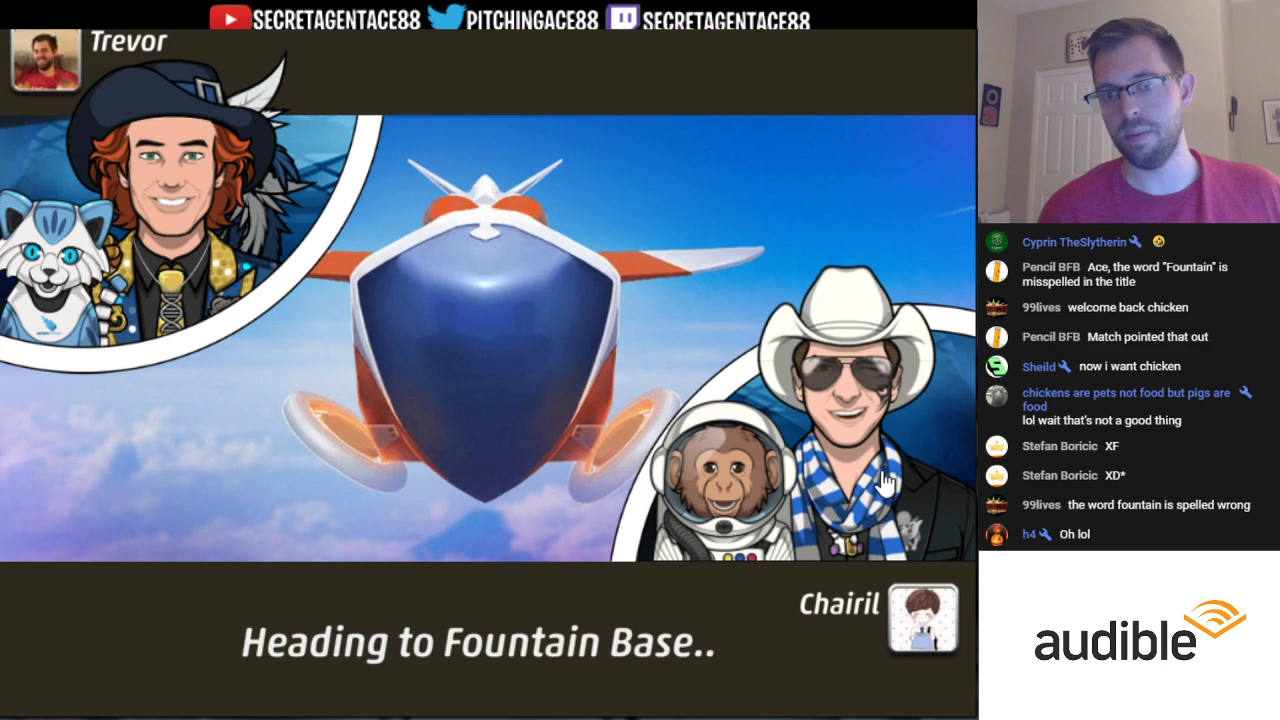 SECRETAGENTACE88 PITCHINGACE88 SECRETAGENTACE88
Trevor
Chairil
Heading to Fountain Base..
Cyprin TheSlytherin
Pencil BFB Ace, the word "Fountain" is
misspelled in the title
99lives welcome back chicken
Pencil BFB Match pointed that out
Sheild now i want chicken
chickens are pets not food but pigs are
food
lol wait that's not a good thing
Stefan Boricic XF
Stefan Boricic XD*
99lives the word fountain is spelled wrong
h4 Oh lol
audible